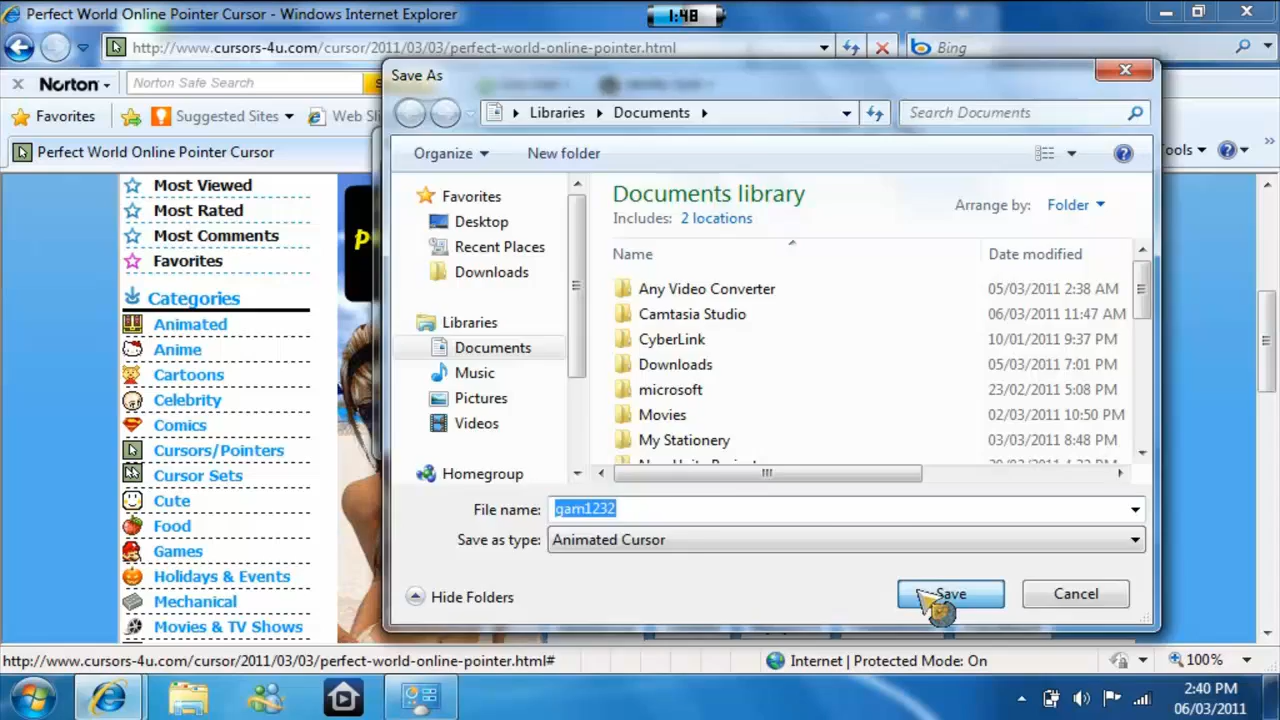 Perfect World Online Pointer Cursor - Windows Internet Explorer
1:48
http://www.cursors-4u.com/cursor/2011/03/03/perfect-world-online-pointer.html
Bing
Norton
Norton Safe Search
Favorites
Suggested Sites
Web Sli
Perfect World Online Pointer Cursor
Tools
Most Viewed
Most Rated
Most Comments
Favorites
Categories
Animated
Anime
Cartoons
Celebrity
Comics
Cursors/Pointers
Cursor Sets
Cute
Food
Games
Holidays & Events
Mechanical
Movies & TV Shows
Save As
Libraries
Documents
Search Documents
Organize
New folder
Favorites
Desktop
Recent Places
Downloads
Libraries
Documents
Music
Pictures
Videos
Homegroup
Documents library
Includes: 2 locations
Arrange by: Folder
Name Date modified
Any Video Converter 05/03/2011 2:38 AM
Camtasia Studio 06/03/2011 11:47 AM
CyberLink 10/01/2011 9:37 PM
Downloads 05/03/2011 7:01 PM
microsoft 23/02/2011 5:08 PM
Movies 02/03/2011 10:50 PM
My Stationery 03/03/2011 8:48 PM
File name: gam1232
Save as type: Animated Cursor
Hide Folders
Save
Cancel
http://www.cursors-4u.com/cursor/2011/03/03/perfect-world-online-pointer.html#
Internet | Protected Mode: On
100%
2:40 PM
06/03/2011